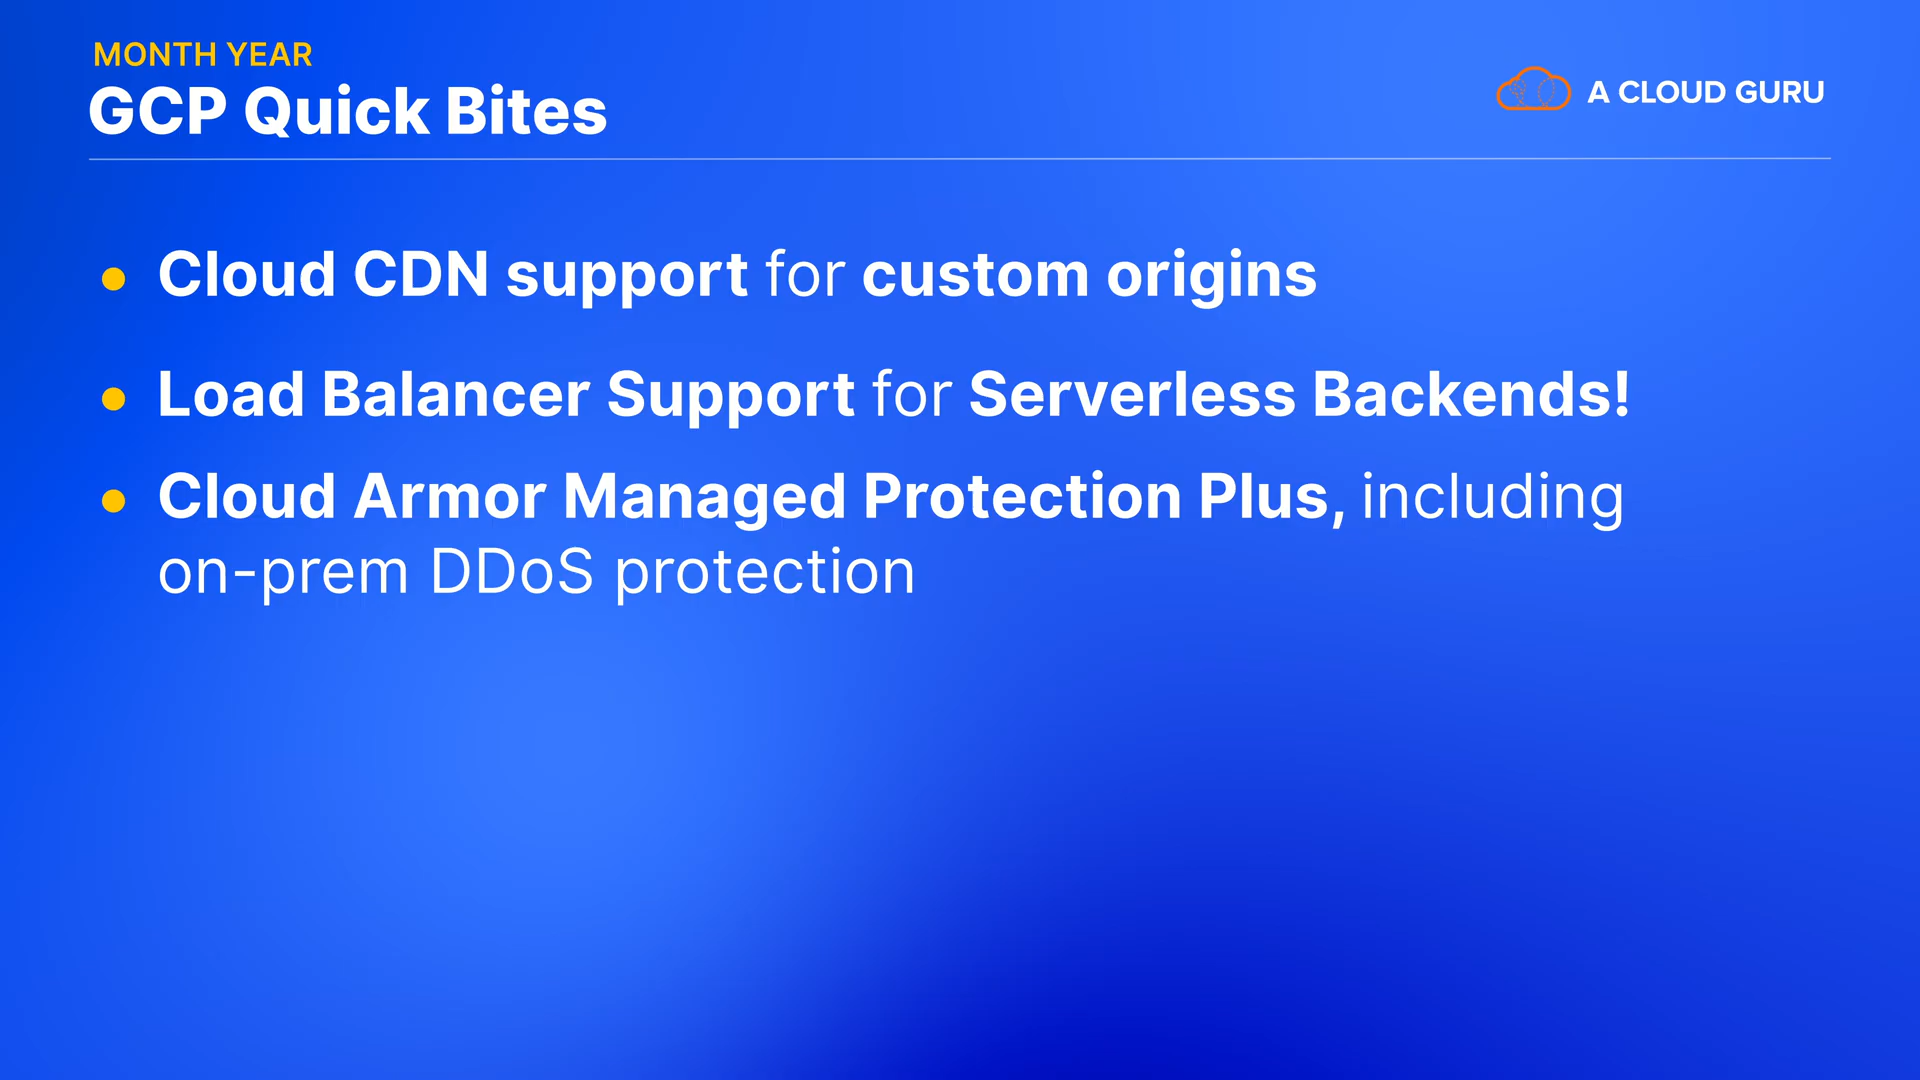 MONTH YEAR
GCP Quick Bites
A CLOUD GURU
Cloud CDN support for custom origins
Load Balancer Support for Serverless Backends!
Cloud Armor Managed Protection Plus, including
on-prem DDoS protection